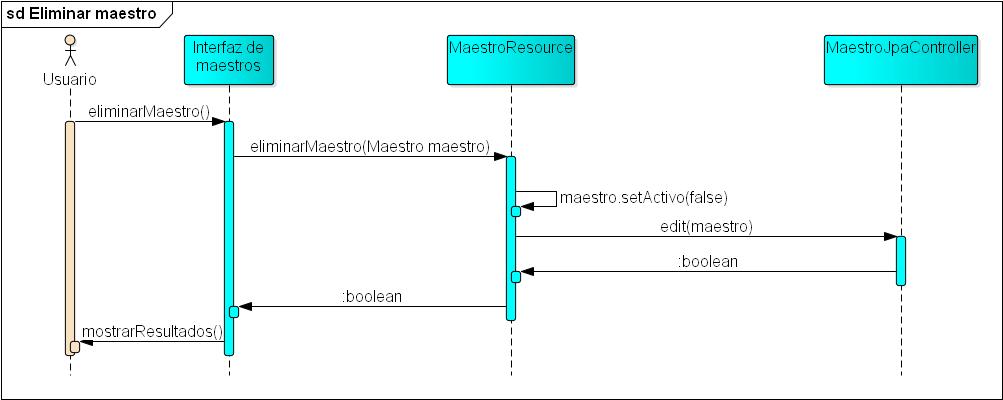 sd Eliminar maestro
Usuario
Interfaz de
maestros
MaestroResource
MaestroJpaController
eliminarMaestro()
eliminarMaestro(Maestro maestro)
maestro.setActivo(false)
edit(maestro)
:boolean
:boolean
mostrarResultados()